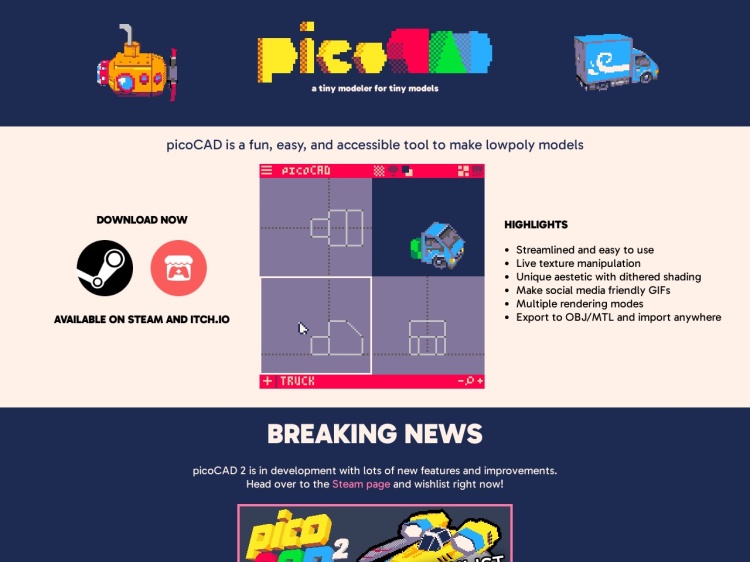 picoCAD
a tiny modeler for tiny models
picoCAD is a fun, easy, and accessible tool to make lowpoly models
PICOCAD
DOWNLOAD NOW
AVAILABLE ON STEAM AND ITCH.IO
TRUCK
HIGHLIGHTS
• Streamlined and easy to use
• Live texture manipulation
• Unique aestetic with dithered shading
• Make social media friendly GIFs
• Multiple rendering modes
• Export to OBJ/MTL and import anywhere
BREAKING NEWS
picoCAD 2 is in development with lots of new features and improvements.
Head over to the Steam page and wishlist right now!
pico
CAD 2